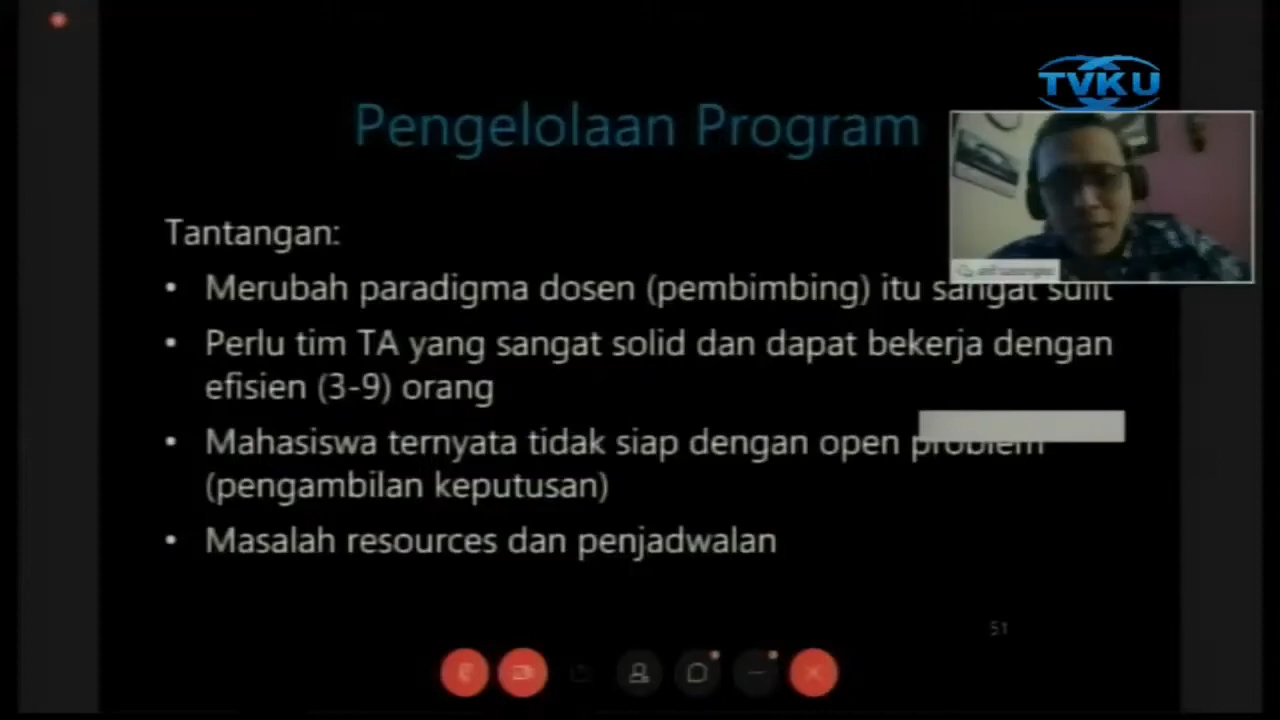 TVKU
Pengelolaan Program
Tantangan:
• Merubah paradigma dosen (pembimbing) itu sangat sulit
• Perlu tim TA yang sangat solid dan dapat bekerja dengan
efisien (3-9) orang
• Mahasiswa ternyata tidak siap dengan open problem
(pengambilan keputusan)
• Masalah resources dan penjadwalan
51